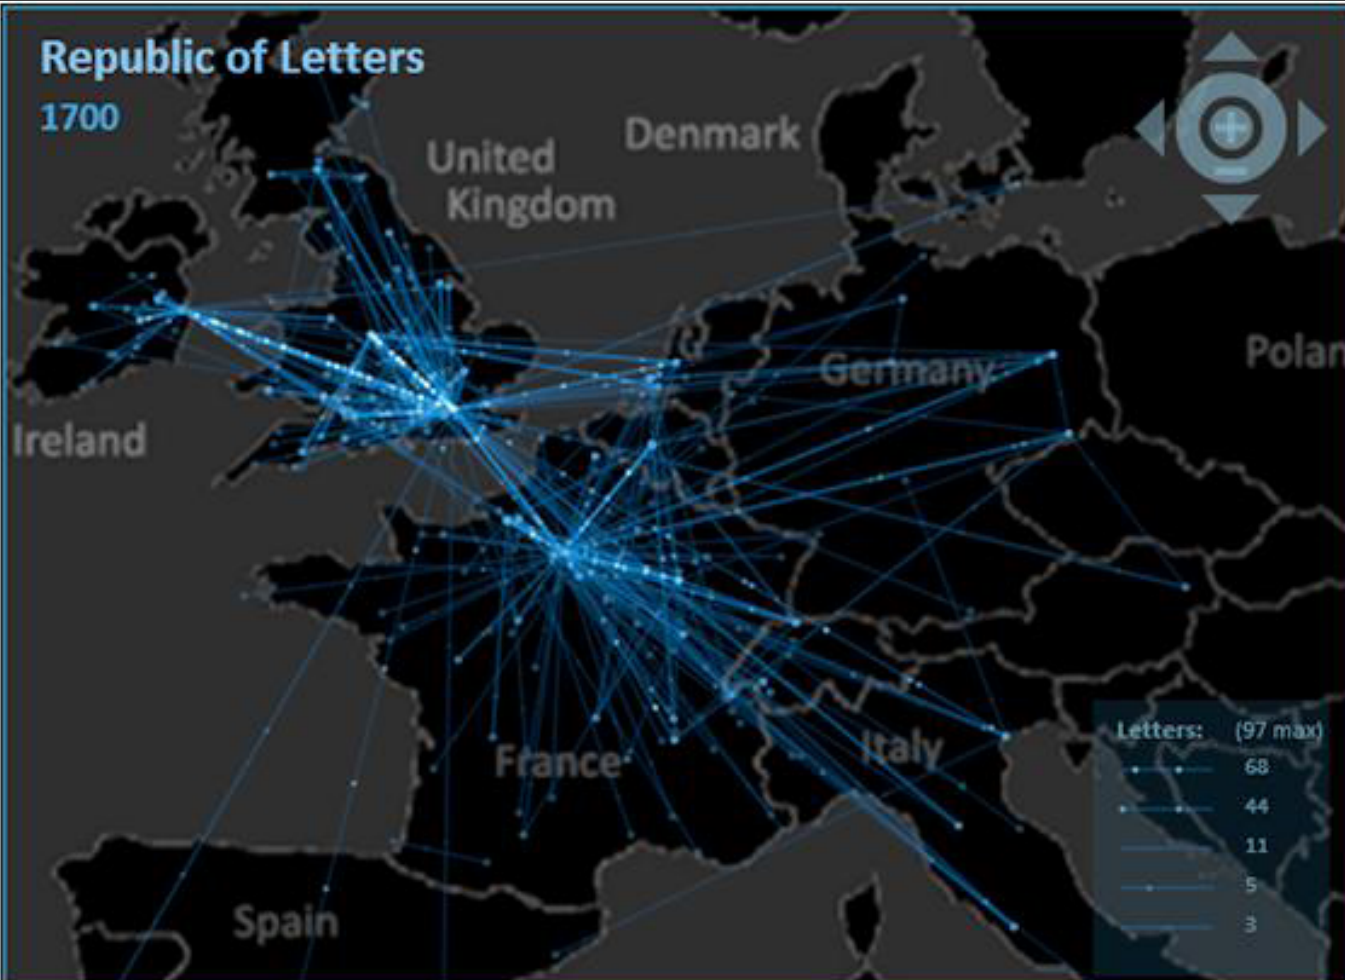 Republic of Letters
1700
United
Kingdom
Denmark
Germany
Polan
Ireland
France
Italy
Spain
Letters: (97 max)
68
44
11
5
3